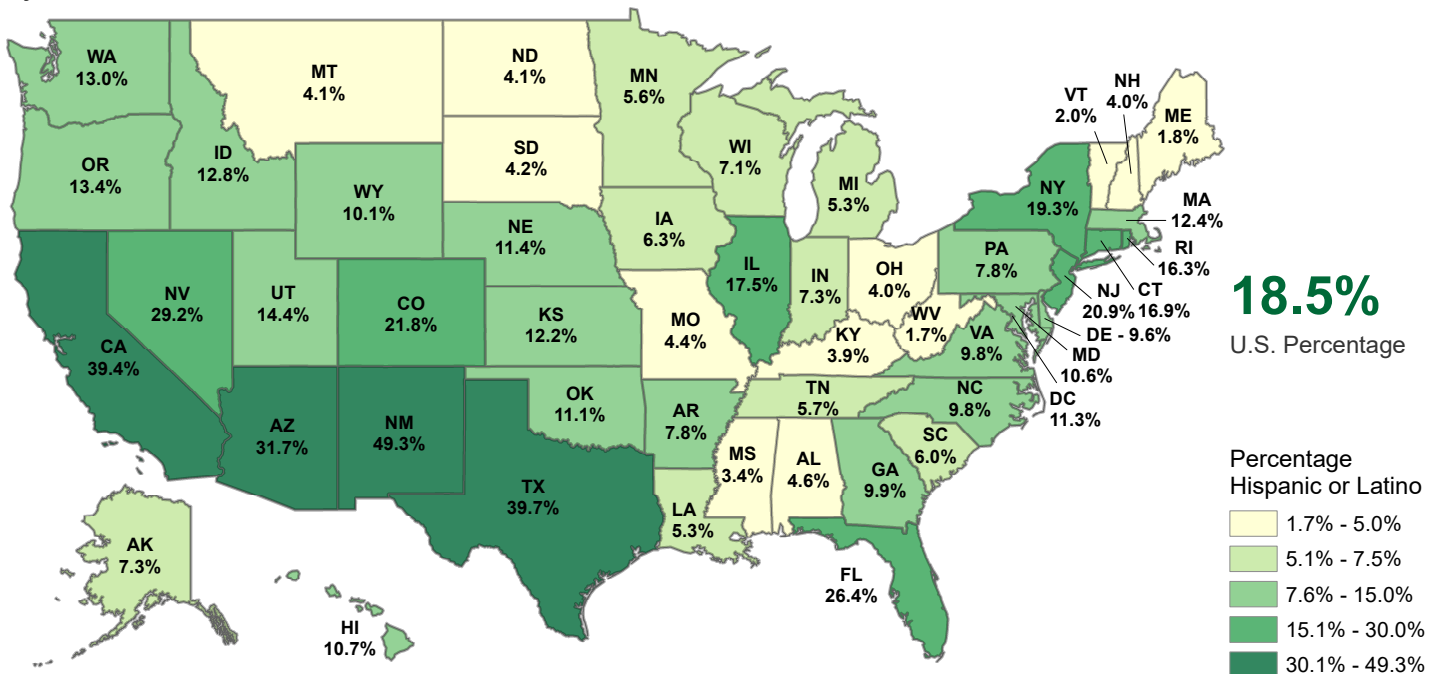 WA
13.0%
MT
4.1%
ND
4.1%
MN
5.6%
VT
2.0%
NH
4.0%
ME
1.8%
OR
13.4%
ID
12.8%
WY
10.1%
SD
4.2%
WI
7.1%
MI
5.3%
NY
19.3%
MA
12.4%
RI
16.3%
NV
29.2%
UT
14.4%
CO
21.8%
NE
11.4%
IA
6.3%
IL
17.5%
IN
7.3%
OH
4.0%
PA
7.8%
NJ
20.9%
CT
16.9%
DE - 9.6%
MD
10.6%
DC
11.3%
CA
39.4%
KS
12.2%
MO
4.4%
KY
3.9%
WV
1.7%
VA
9.8%
AZ
31.7%
NM
49.3%
OK
11.1%
AR
7.8%
TN
5.7%
NC
9.8%
SC
6.0%
TX
39.7%
LA
5.3%
MS
3.4%
AL
4.6%
GA
9.9%
FL
26.4%
AK
7.3%
HI
10.7%
18.5%
U.S. Percentage
Percentage
Hispanic or Latino
1.7% - 5.0%
5.1% - 7.5%
7.6% - 15.0%
15.1% - 30.0%
30.1% - 49.3%